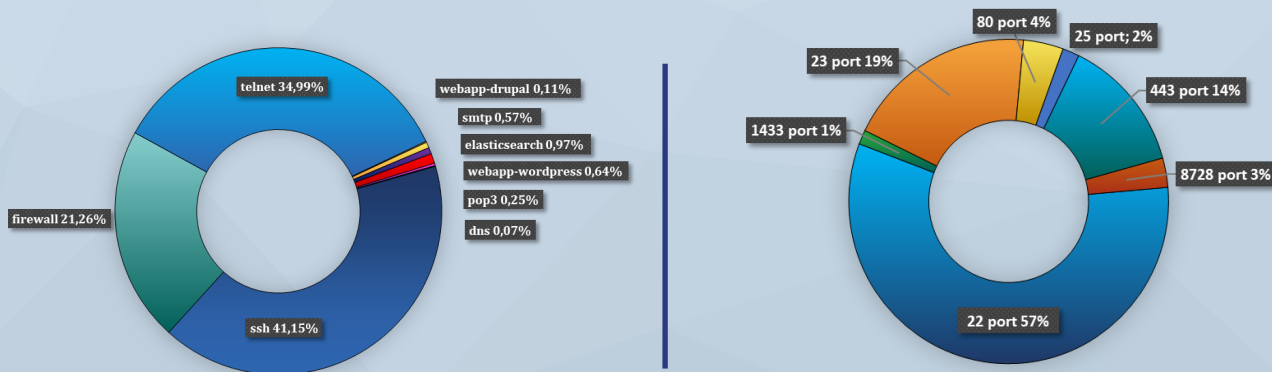 telnet 34,99%
webapp-drupal 0,11%
smtp 0,57%
elasticsearch 0,97%
webapp-wordpress 0,64%
pop3 0,25%
dns 0,07%
firewall 21,26%
ssh 41,15%
80 port 4%
25 port; 2%
23 port 19%
443 port 14%
1433 port 1%
8728 port 3%
22 port 57%